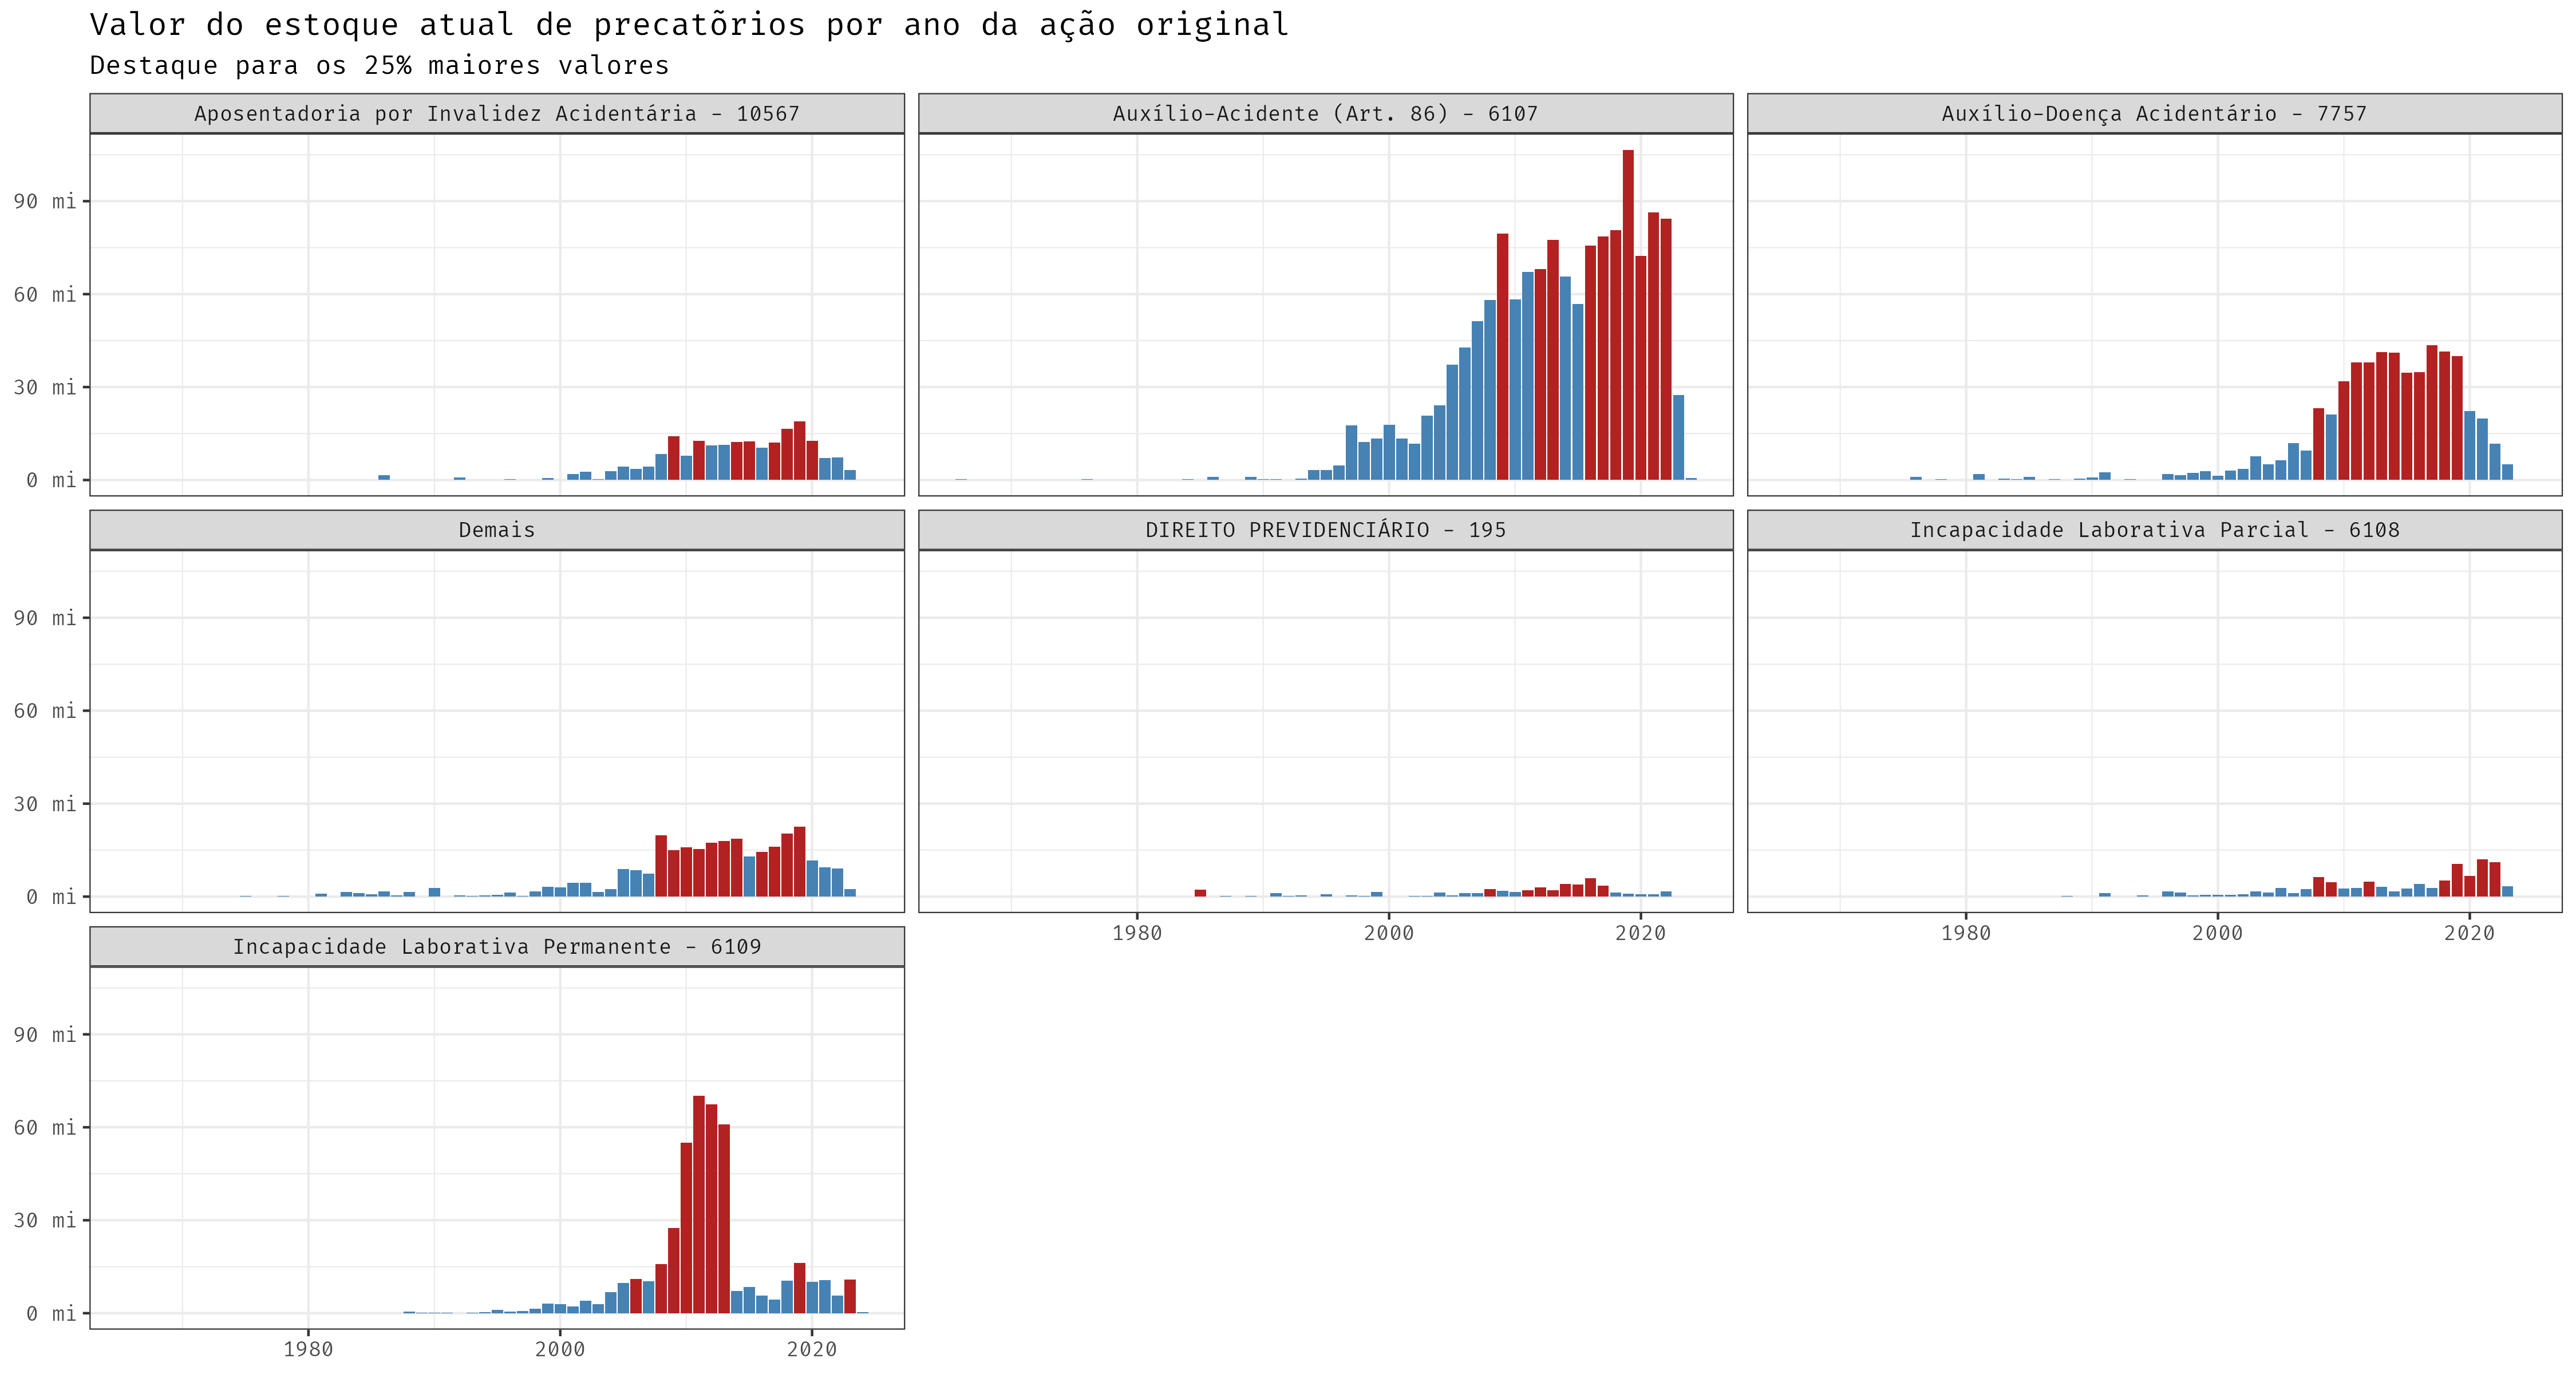 Valor do estoque atual de precatõrios por ano da ação original
Destaque para os 25% maiores valores
Aposentadoria por Invalidez Acidentária - 10567
Auxílio-Acidente (Art. 86) - 6107
Auxílio-Doença Acidentário - 7757
90 mi
60 mi
30 mi
0 mi
Demais
DIREITO PREVIDENCIÁRIO - 195
Incapacidade Laborativa Parcial - 6108
90 mi
60 mi
30 mi
0 mi
1980 2000 2020
1980 2000 2020
Incapacidade Laborativa Permanente - 6109
90 mi
60 mi
30 mi
0 mi
1980 2000 2020